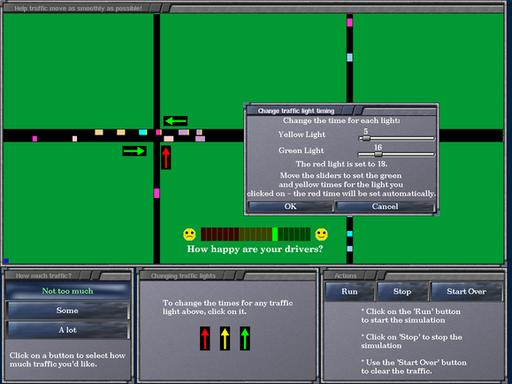 Help traffic move as smoothly as possible!
Change traffic light timing
Change the time for each light:
Yellow Light
5
Green Light
16
The red light is set to 18.
Move the sliders to set the green
and yellow times for the light you
clicked on - the red time will be set automatically.
OK
Cancel
How happy are your drivers?
How much traffic?
Not too much
Some
A lot
Click on a button to select how
much traffic you'd like.
Changing traffic lights
To change the times for any traffic
light above, click on it.
Actions
Run
Stop
Start Over
* Click on the 'Run' button
to start the simulation
* Click on 'Stop' to stop the
simulation
* Use the 'Start Over' button
to clear the traffic.